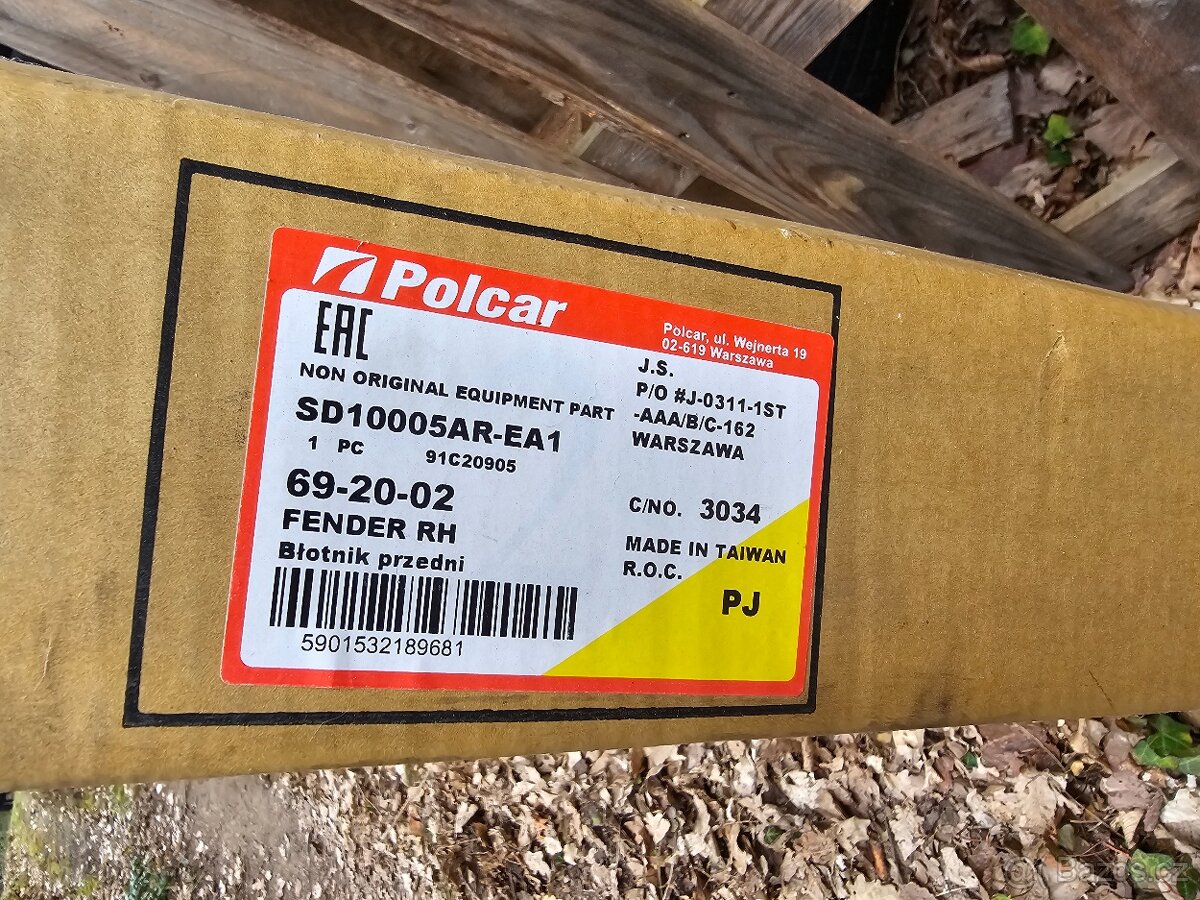 Polcar
Polcar, ul. Wejnerta 19
02-619 Warszawa
EAC
NON ORIGINAL EQUIPMENT PART
SD10005AR-EA1
1 PC 91C20905
69-20-02
FENDER RH
Błotnik przedni
5901532189681
J.S.
P/O #J-0311-1ST
-AAA/B/C-162
WARSZAWA
C/NO. 3034
MADE IN TAIWAN
R.O.C.
PJ
Bazos.cz